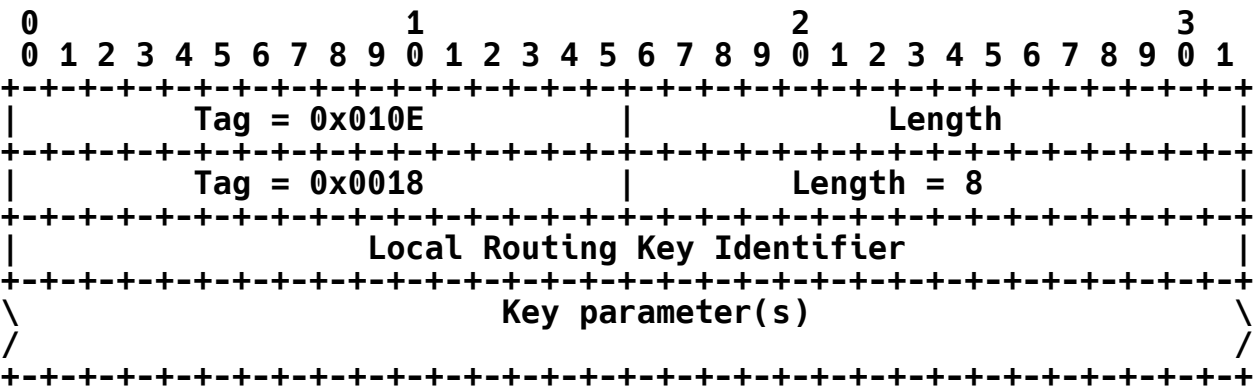 0                   1                   2                   3
 0 1 2 3 4 5 6 7 8 9 0 1 2 3 4 5 6 7 8 9 0 1 2 3 4 5 6 7 8 9 0 1
+-+-+-+-+-+-+-+-+-+-+-+-+-+-+-+-+-+-+-+-+-+-+-+-+-+-+-+-+-+-+-+-+
|         Tag = 0x010E          |             Length            |
+-+-+-+-+-+-+-+-+-+-+-+-+-+-+-+-+-+-+-+-+-+-+-+-+-+-+-+-+-+-+-+-+
|         Tag = 0x0018          |        Length = 8             |
+-+-+-+-+-+-+-+-+-+-+-+-+-+-+-+-+-+-+-+-+-+-+-+-+-+-+-+-+-+-+-+-+
|                  Local Routing Key Identifier                 |
+-+-+-+-+-+-+-+-+-+-+-+-+-+-+-+-+-+-+-+-+-+-+-+-+-+-+-+-+-+-+-+-+
\                         Key parameter(s)                      \
/                                                               /
+-+-+-+-+-+-+-+-+-+-+-+-+-+-+-+-+-+-+-+-+-+-+-+-+-+-+-+-+-+-+-+-+